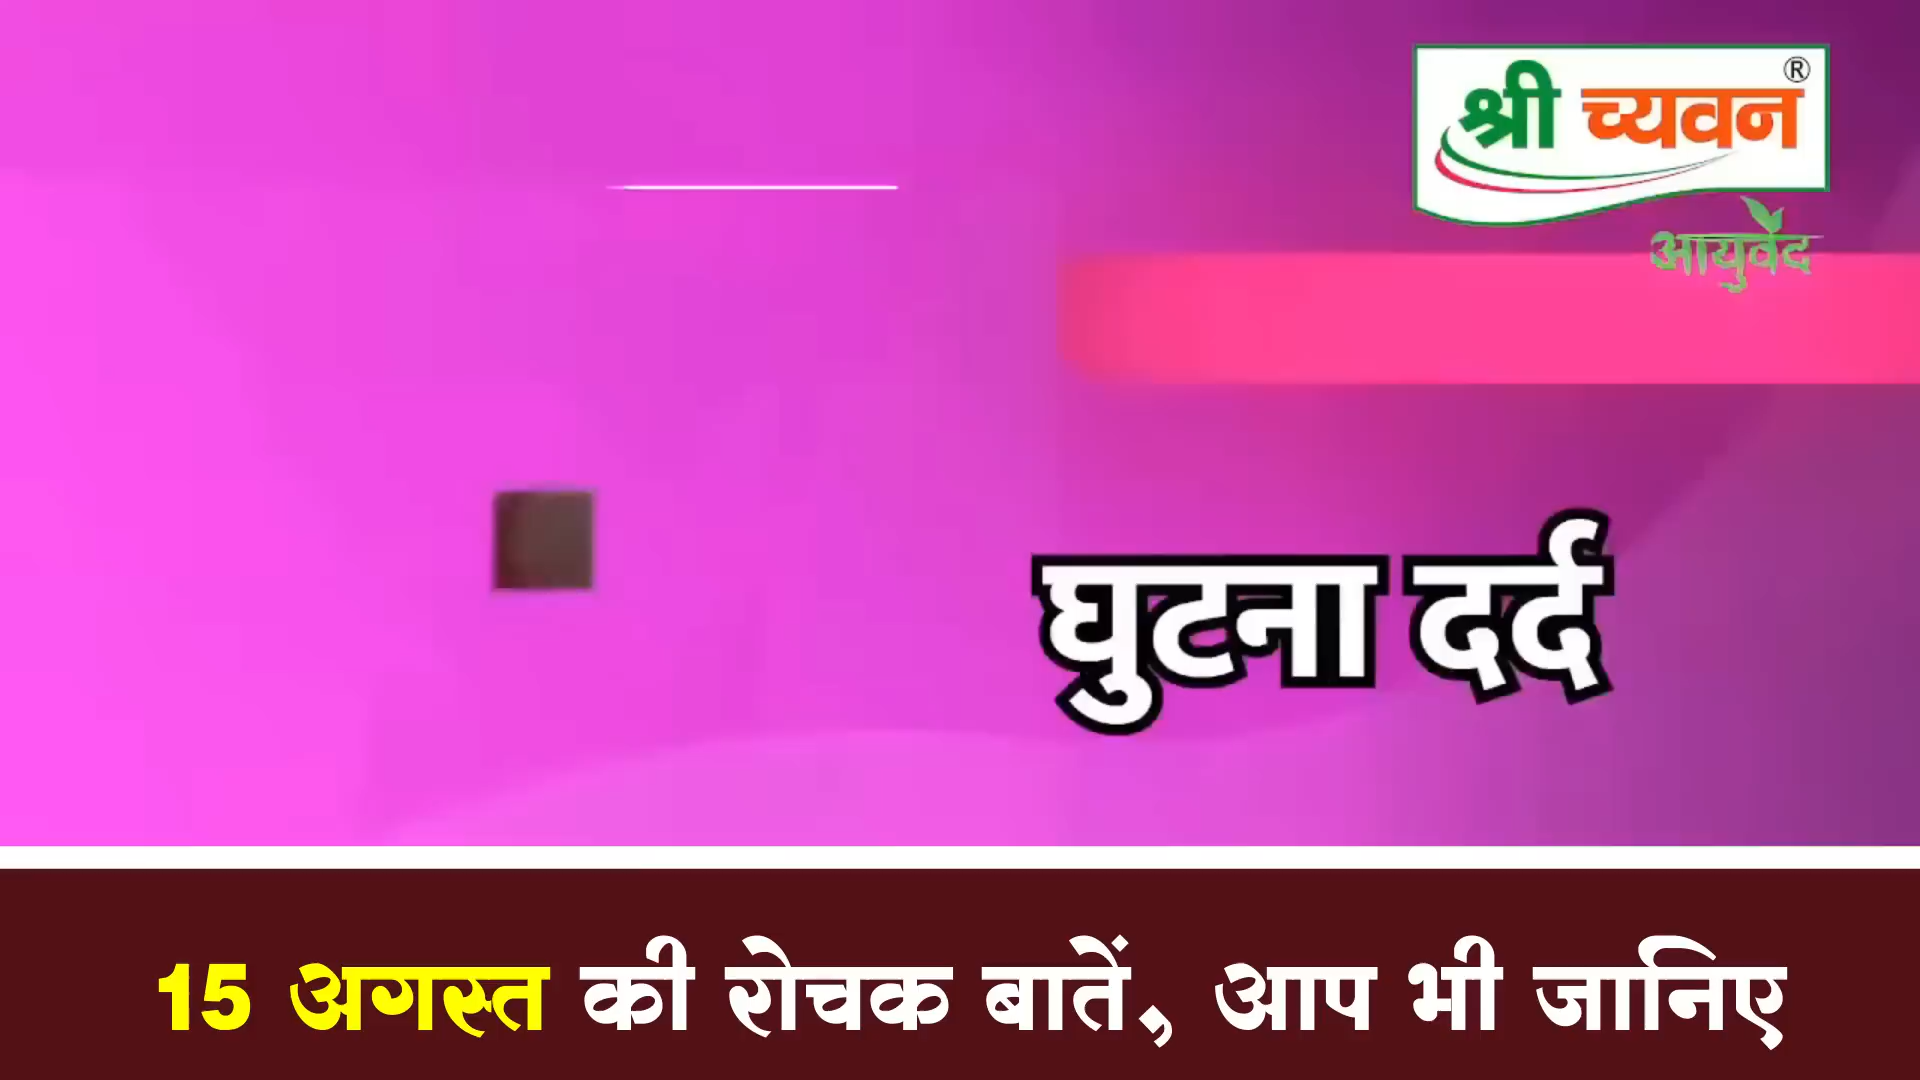 श्री च्यवन ®
आयुर्वेद
घुटना दर्द
15 अगस्त की रोचक बातें, आप भी जानिए